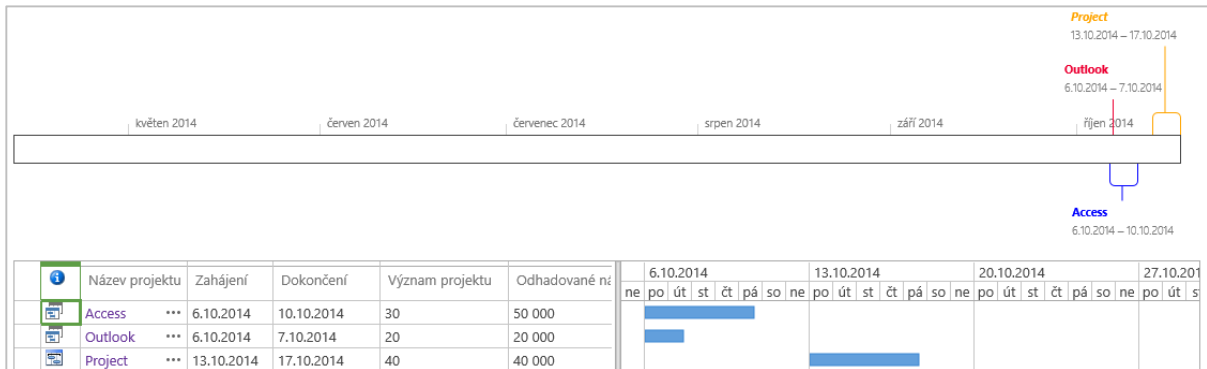 Project
13.10.2014 – 17.10.2014
Outlook
6.10.2014 – 7.10.2014
květen 2014 červen 2014 červenec 2014 srpen 2014 září 2014 říjen 2014
Access
6.10.2014 – 10.10.2014
Název projektu Zahájení Dokončení Význam projektu Odhadované ná 6.10.2014 13.10.2014 20.10.2014 27.10.201
ne po út st čt pá so ne po út st čt pá so ne po út st čt pá so ne po út s
Access ··· 6.10.2014 10.10.2014 30 50 000
Outlook ··· 6.10.2014 7.10.2014 20 20 000
Project ··· 13.10.2014 17.10.2014 40 40 000